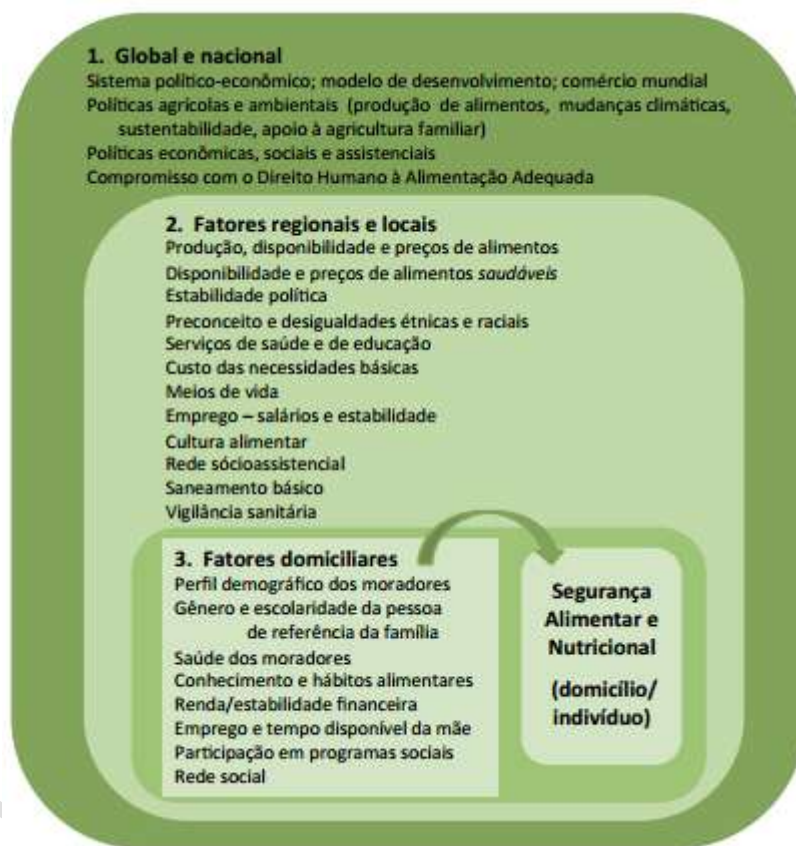 1. Global e nacional
Sistema político-econômico; modelo de desenvolvimento; comércio mundial
Políticas agrícolas e ambientais (produção de alimentos, mudanças climáticas,
sustentabilidade, apoio à agricultura familiar)
Políticas econômicas, sociais e assistenciais
Compromisso com o Direito Humano à Alimentação Adequada
2. Fatores regionais e locais
Produção, disponibilidade e preços de alimentos
Disponibilidade e preços de alimentos saudáveis
Estabilidade política
Preconceito e desigualdades étnicas e raciais
Serviços de saúde e de educação
Custo das necessidades básicas
Meios de vida
Emprego – salários e estabilidade
Cultura alimentar
Rede sócioassistencial
Saneamento básico
Vigilância sanitária
3. Fatores domiciliares
Perfil demográfico dos moradores
Gênero e escolaridade da pessoa
de referência da família
Saúde dos moradores
Conhecimento e hábitos alimentares
Renda/estabilidade financeira
Emprego e tempo disponível da mãe
Participação em programas sociais
Rede social
Segurança
Alimentar e
Nutricional
(domicílio/
indivíduo)